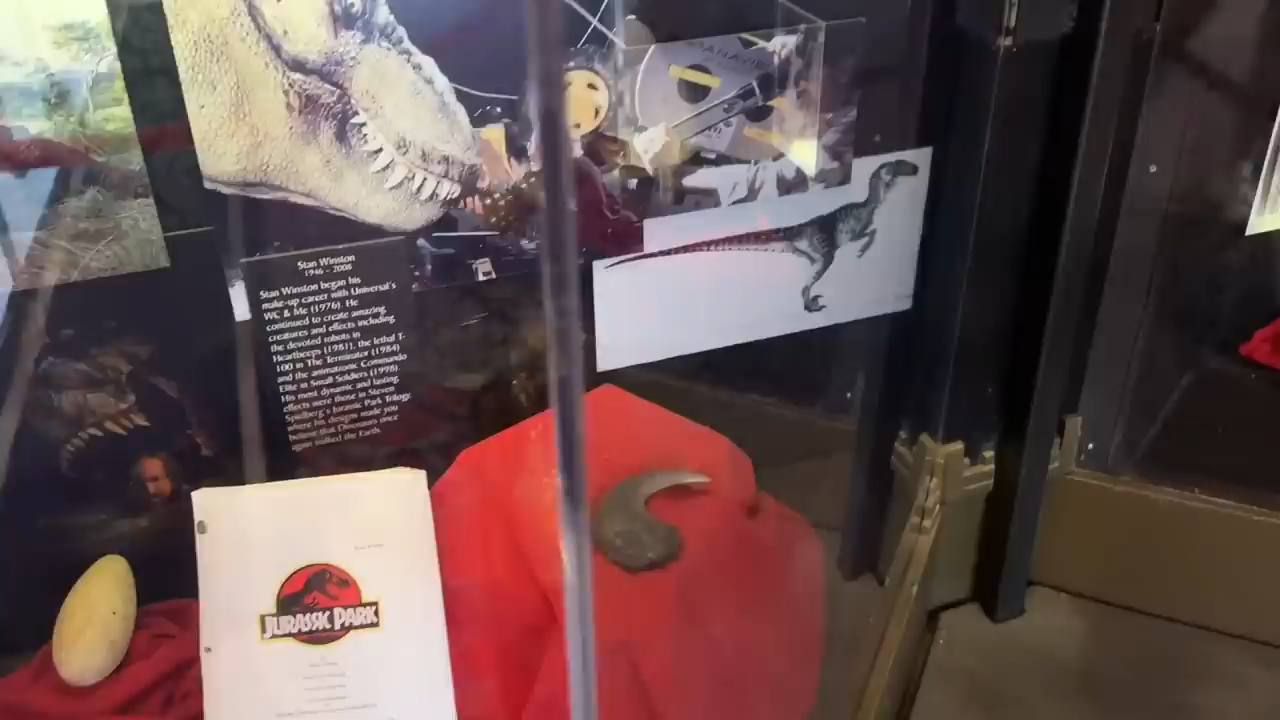 PANAVISION
Stan Winston
1946 - 2008
Stan Winston began his
make-up career with Universal's
WC & Me (1976). He
continued to create amazing
creatures and effects including
the devoted robots in
Heartbeeps (1981), the lethal T-
100 in The Terminator (1984)
and the animatronic Commando
Elite in Small Soldiers (1998).
His most dynamic and lasting
effects were those in Steven
Spielberg's Jurassic Park Trilogy,
where his designs made you
believe that Dinosaurs once
again walked the Earth.
JURASSIC PARK